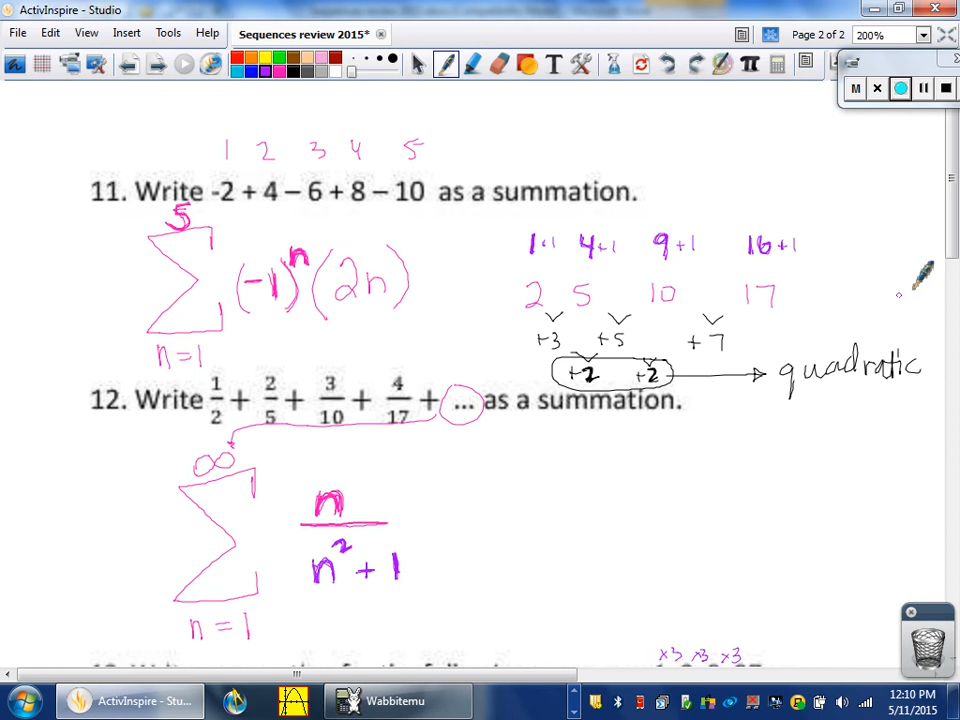 ActivInspire - Studio
File Edit View Insert Tools Help Sequences review 2015* Page 2 of 2 200%
M
1 2 3 4 5
11. Write -2 + 4 – 6 + 8 – 10 as a summation.
5
∑ (-1)^n (2n)
n = 1
1+1 4+1 9+1 16+1
2 5 10 17
+3 +5 +7
+2 +2 → quadratic
12. Write 1/2 + 2/5 + 3/10 + 4/17 + ... as a summation.
∞
∑ n/(n² + 1)
n = 1
x3 x3 x3
ActivInspire - Stu... Wabbitemu 12:10 PM
5/11/2015